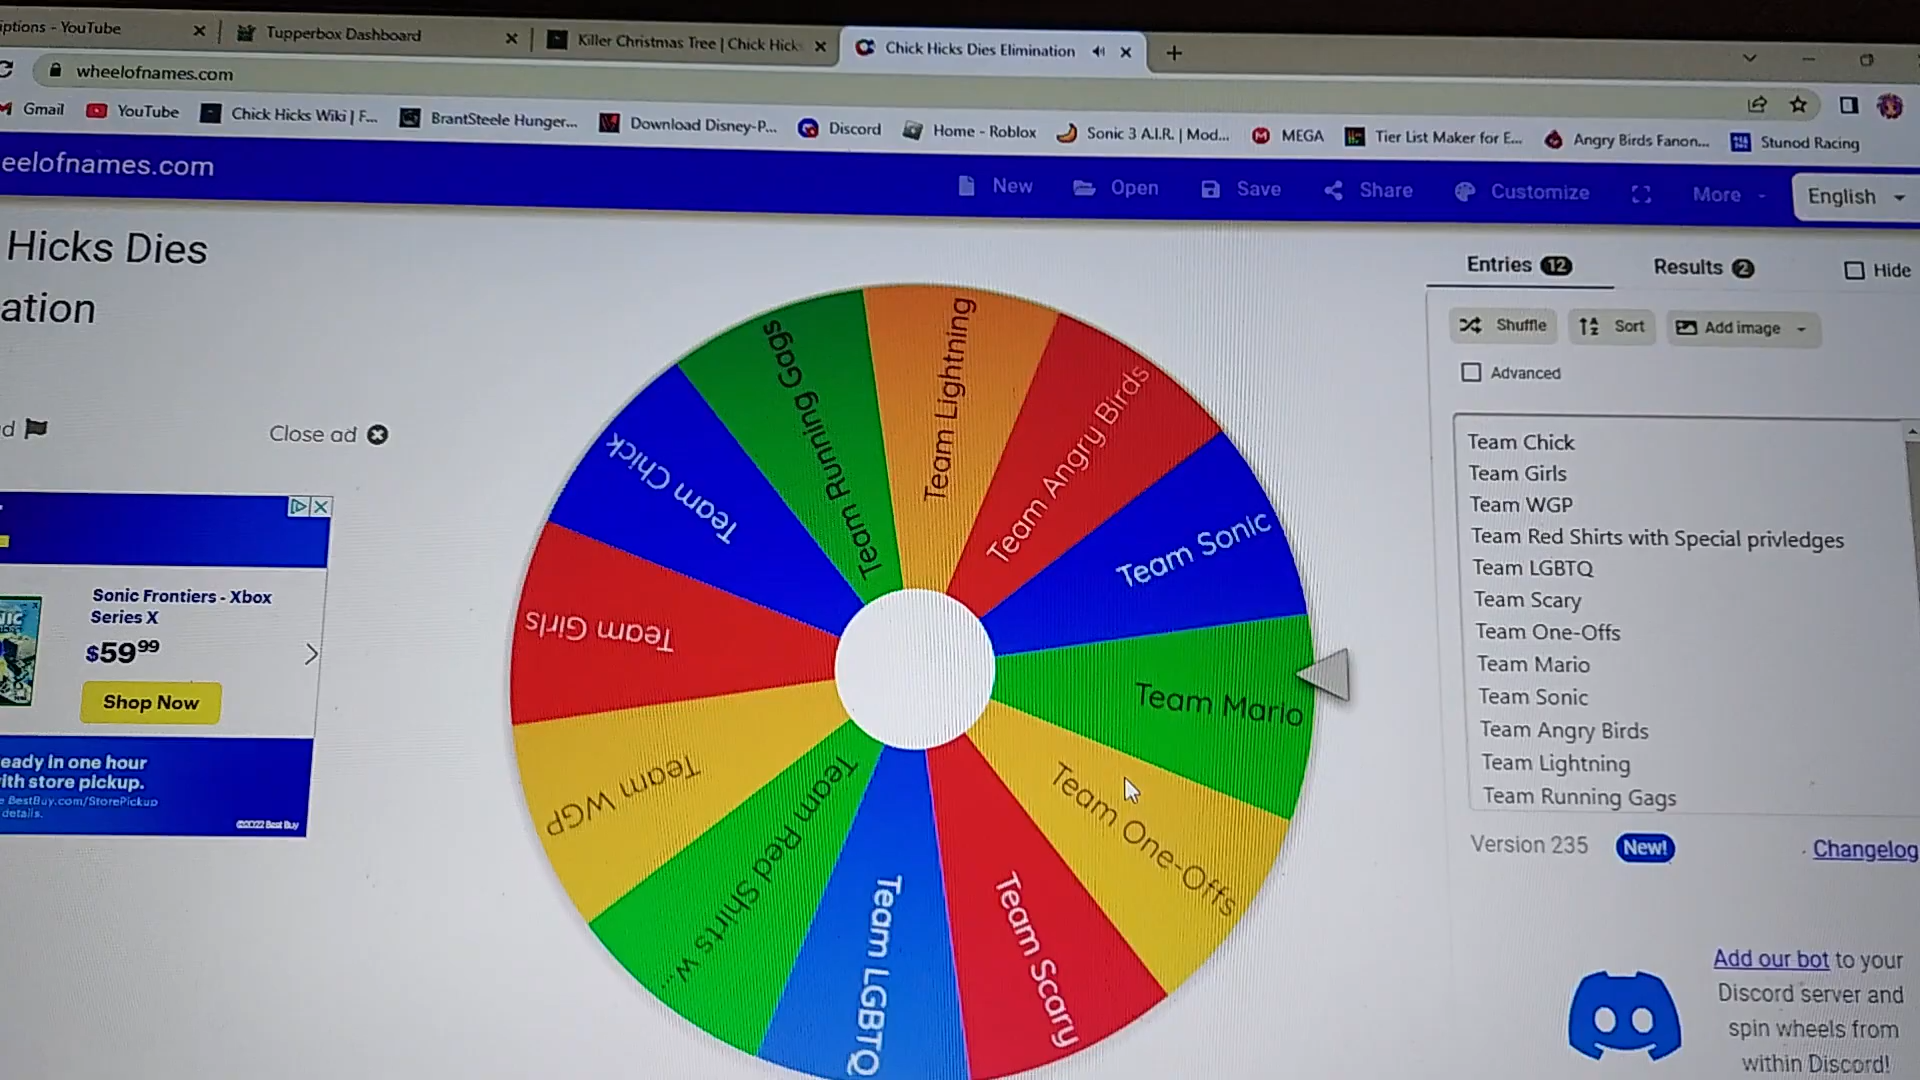 iptions - YouTube
Tupperbox Dashboard
Killer Christmas Tree | Chick Hick
Chick Hicks Dies Elimination
wheelofnames.com
Gmail
YouTube
Chick Hicks Wiki | F...
BrantSteele Hunger...
Download Disney-P...
Discord
Home - Roblox
Sonic 3 A.I.R. | Mod...
MEGA
Tier List Maker for E...
Angry Birds Fanon...
Stunod Racing
eelofnames.com
New
Open
Save
Share
Customize
More
English
Hicks Dies
ation
d
Close ad
Sonic Frontiers - Xbox
Series X
$59⁹⁹
Shop Now
eady in one hour
ith store pickup.
BestBuy.com/StorePickup
details.
©2022 Best Buy
Team Lightning
Team Angry Birds
Team Sonic
Team Mario
Team One-Offs
Team Scary
Team LGBTQ
Team Red Shirts w...
Team WGP
Team Girls
Team Chick
Team Running Gags
Entries 12
Results 2
Hide
Shuffle
Sort
Add image
Advanced
Team Chick
Team Girls
Team WGP
Team Red Shirts with Special privledges
Team LGBTQ
Team Scary
Team One-Offs
Team Mario
Team Sonic
Team Angry Birds
Team Lightning
Team Running Gags
Version 235
New!
Changelog
Add our bot to your
Discord server and
spin wheels from
within Discord!